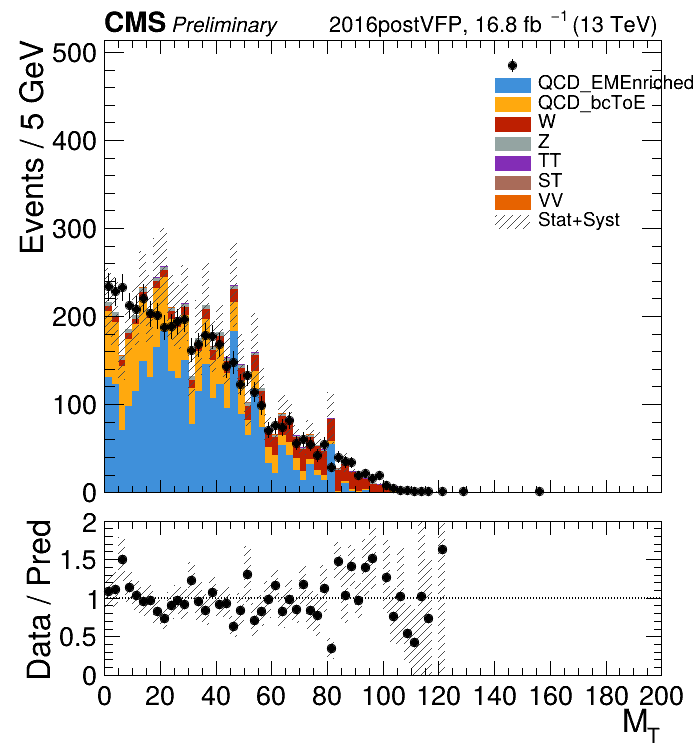 CMS Preliminary 2016postVFP, 16.8 fb⁻¹ (13 TeV)
Events / 5 GeV
500
400
300
200
100
0
QCD_EMEnriched
QCD_bcToE
W
Z
TT
ST
VV
Stat+Syst
Data / Pred
2
1.5
1
0.5
0
0 20 40 60 80 100 120 140 160 180 200
M_T